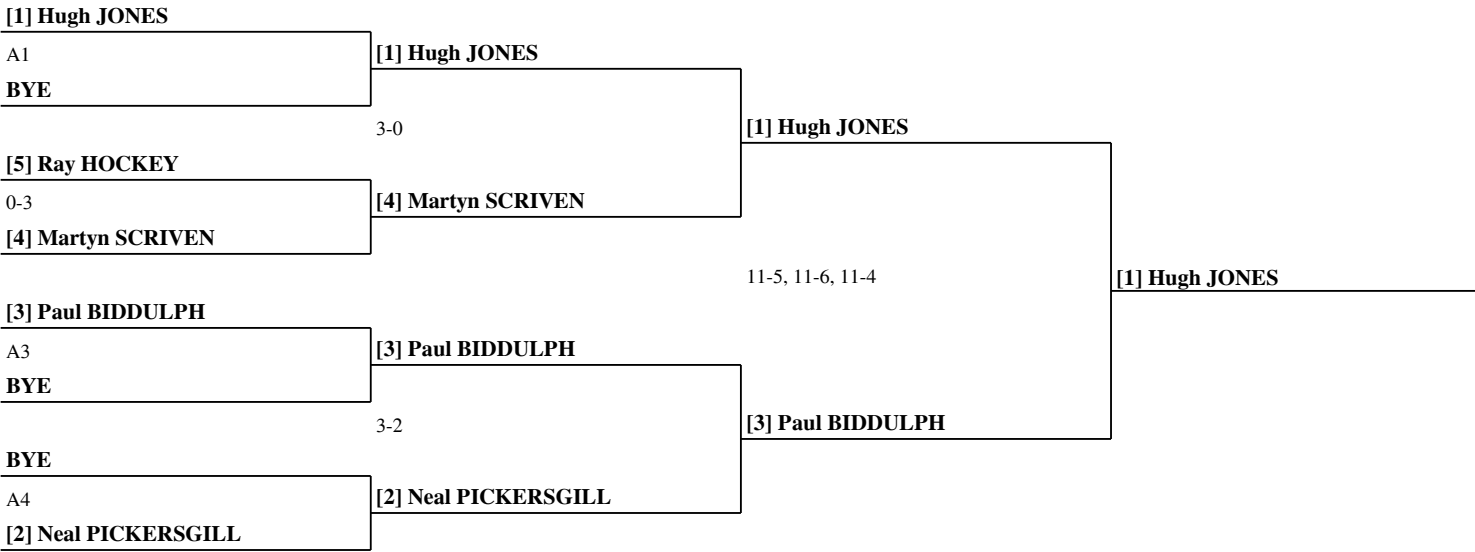 [1] Hugh JONES
A1
[1] Hugh JONES
BYE
3-0
[1] Hugh JONES
[5] Ray HOCKEY
0-3
[4] Martyn SCRIVEN
[4] Martyn SCRIVEN
11-5, 11-6, 11-4
[1] Hugh JONES
[3] Paul BIDDULPH
A3
[3] Paul BIDDULPH
BYE
3-2
[3] Paul BIDDULPH
BYE
A4
[2] Neal PICKERSGILL
[2] Neal PICKERSGILL